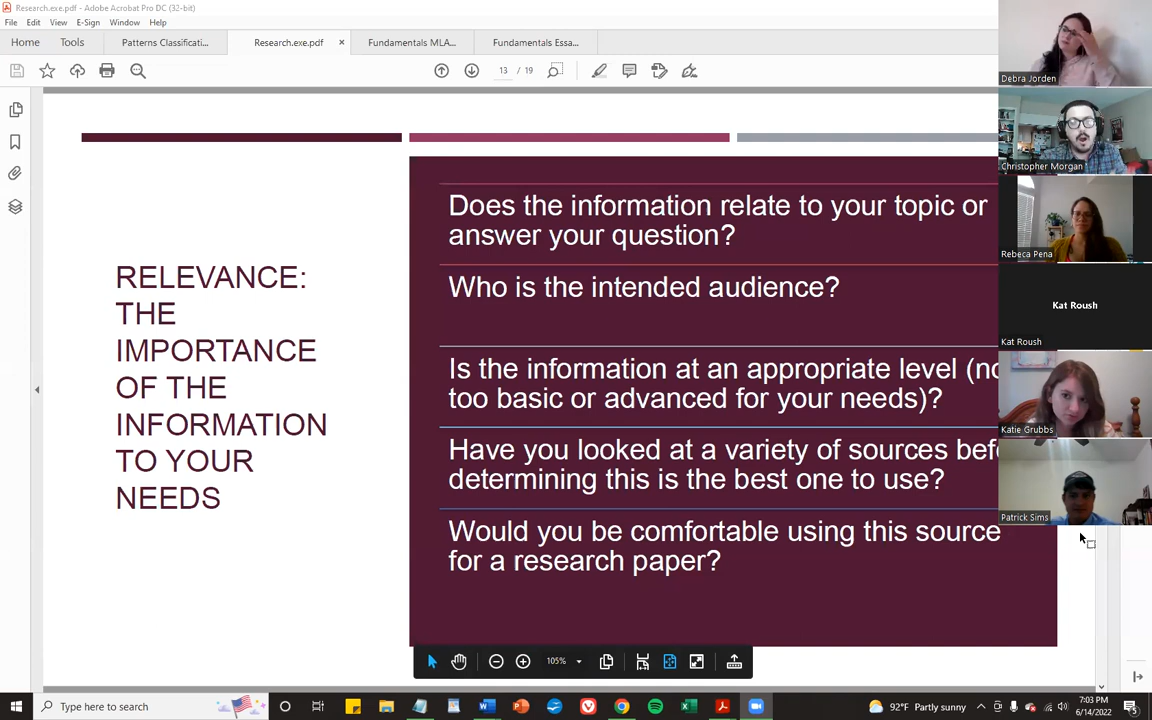 Research.exe.pdf - Adobe Acrobat Pro DC (32-bit)
File Edit View E-Sign Window Help
Home Tools Patterns Classificati... Research.exe.pdf × Fundamentals MLA... Fundamentals Essa...
13 / 19
RELEVANCE:
THE
IMPORTANCE
OF THE
INFORMATION
TO YOUR
NEEDS
Does the information relate to your topic or
answer your question?
Who is the intended audience?
Is the information at an appropriate level (no
too basic or advanced for your needs)?
Have you looked at a variety of sources bef
determining this is the best one to use?
Would you be comfortable using this source
for a research paper?
Debra Jorden
Christopher Morgan
Rebeca Pena
Kat Roush
Kat Roush
Katie Grubbs
Patrick Sims
105%
Type here to search
92°F Partly sunny
7:03 PM
6/14/2022
5